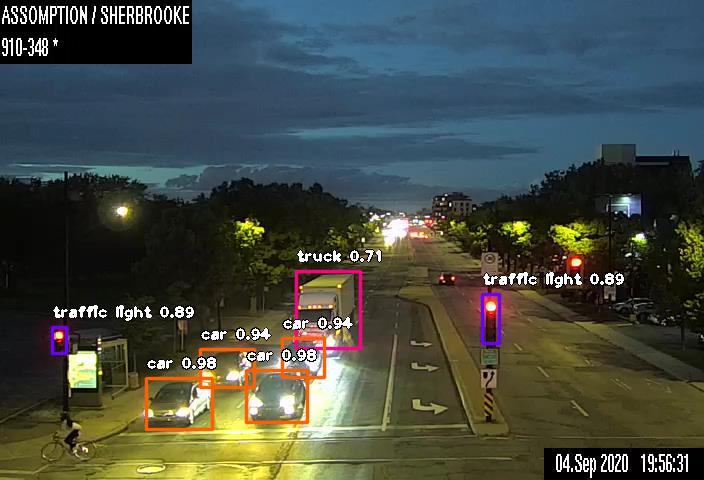 ASSOMPTION / SHERBROOKE
910-348 *
truck 0.71
traffic light 0.89
traffic light 0.89
car 0.94
car 0.94
car 0.98
car 0.98
04.Sep 2020 19:56:31